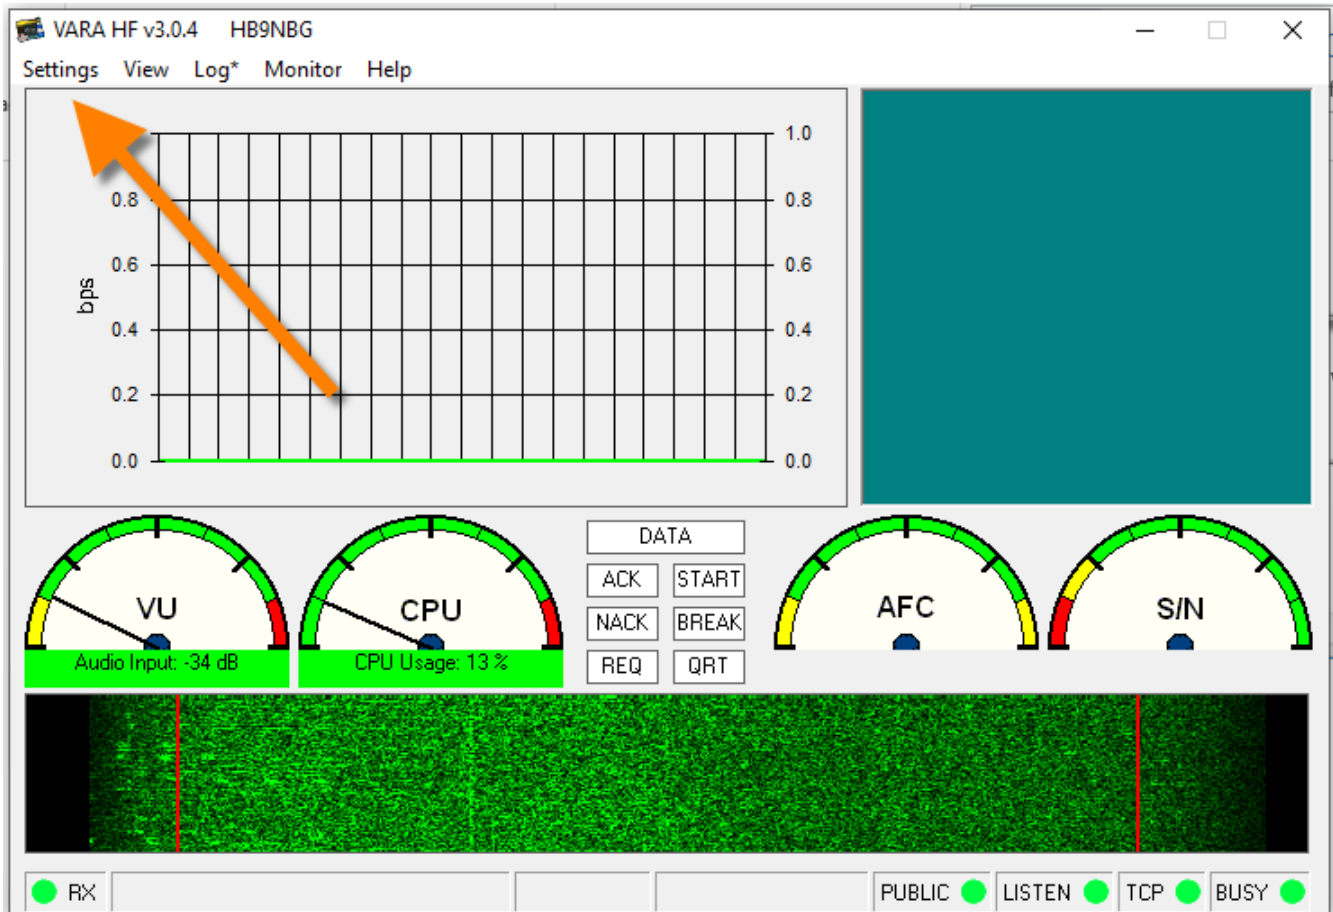 VARA HF v3.0.4 HB9NBG
Settings View Log* Monitor Help
1.0
0.8 0.8
0.6 0.6
bps
0.4 0.4
0.2 0.2
0.0 0.0
DATA
ACK START
NACK BREAK
REQ QRT
VU CPU AFC S/N
Audio Input: -34 dB CPU Usage: 13 %
RX PUBLIC LISTEN TCP BUSY